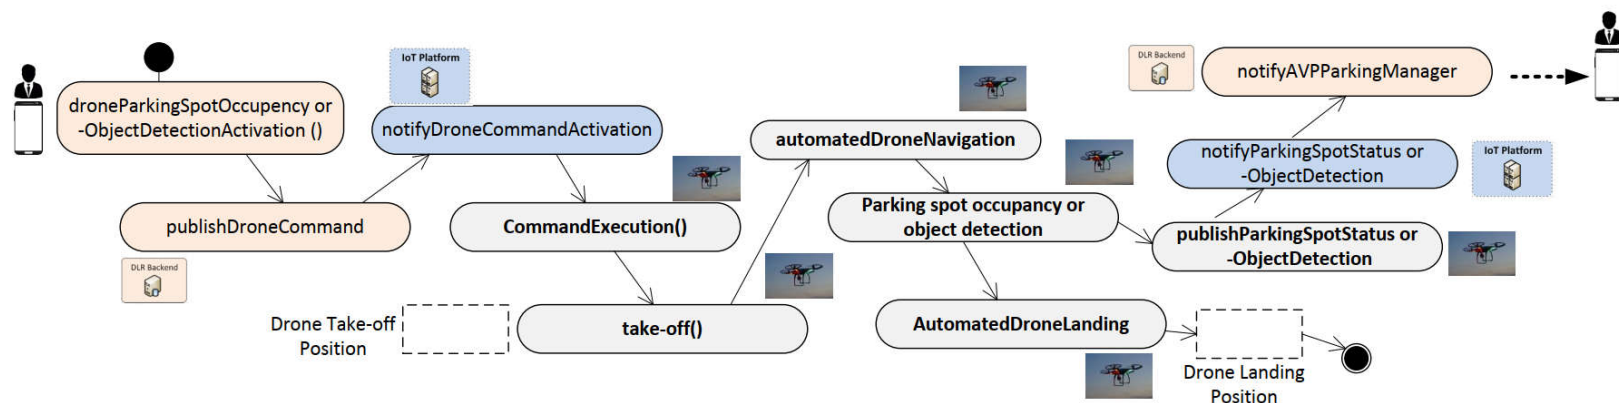 droneParkingSpotOccupency or
-ObjectDetectionActivation ()
publishDroneCommand
DLR Backend
IoT Platform
notifyDroneCommandActivation
CommandExecution()
Drone Take-off
Position
take-off()
automatedDroneNavigation
Parking spot occupancy or
object detection
AutomatedDroneLanding
Drone Landing
Position
publishParkingSpotStatus or
-ObjectDetection
notifyParkingSpotStatus or
-ObjectDetection
IoT Platform
DLR Backend
notifyAVPParkingManager